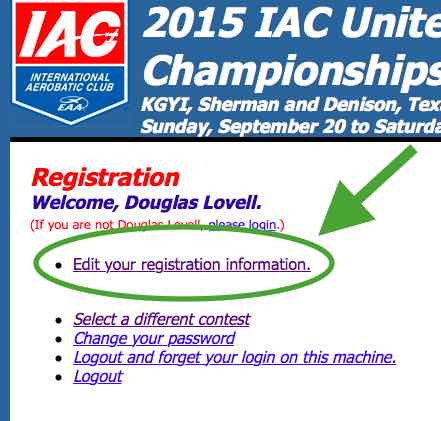 IAC
INTERNATIONAL
AEROBATIC CLUB
EAA
2015 IAC Unite
Championships
KGYI, Sherman and Denison, Texa
Sunday, September 20 to Saturda
Registration
Welcome, Douglas Lovell.
(If you are not Douglas Lovell, please login.)
Edit your registration information.
Select a different contest
Change your password
Logout and forget your login on this machine.
Logout